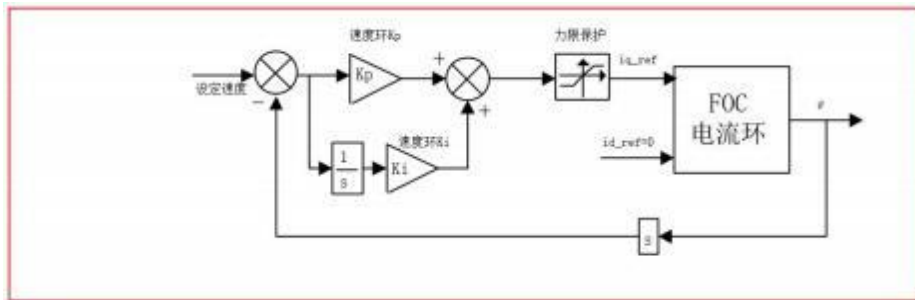 速度环Kp
力限保护
设定速度
+
Kp
+
iq_ref
FOC
电流环
−
+
速度环Ki
1
s
Ki
id_ref=0
s